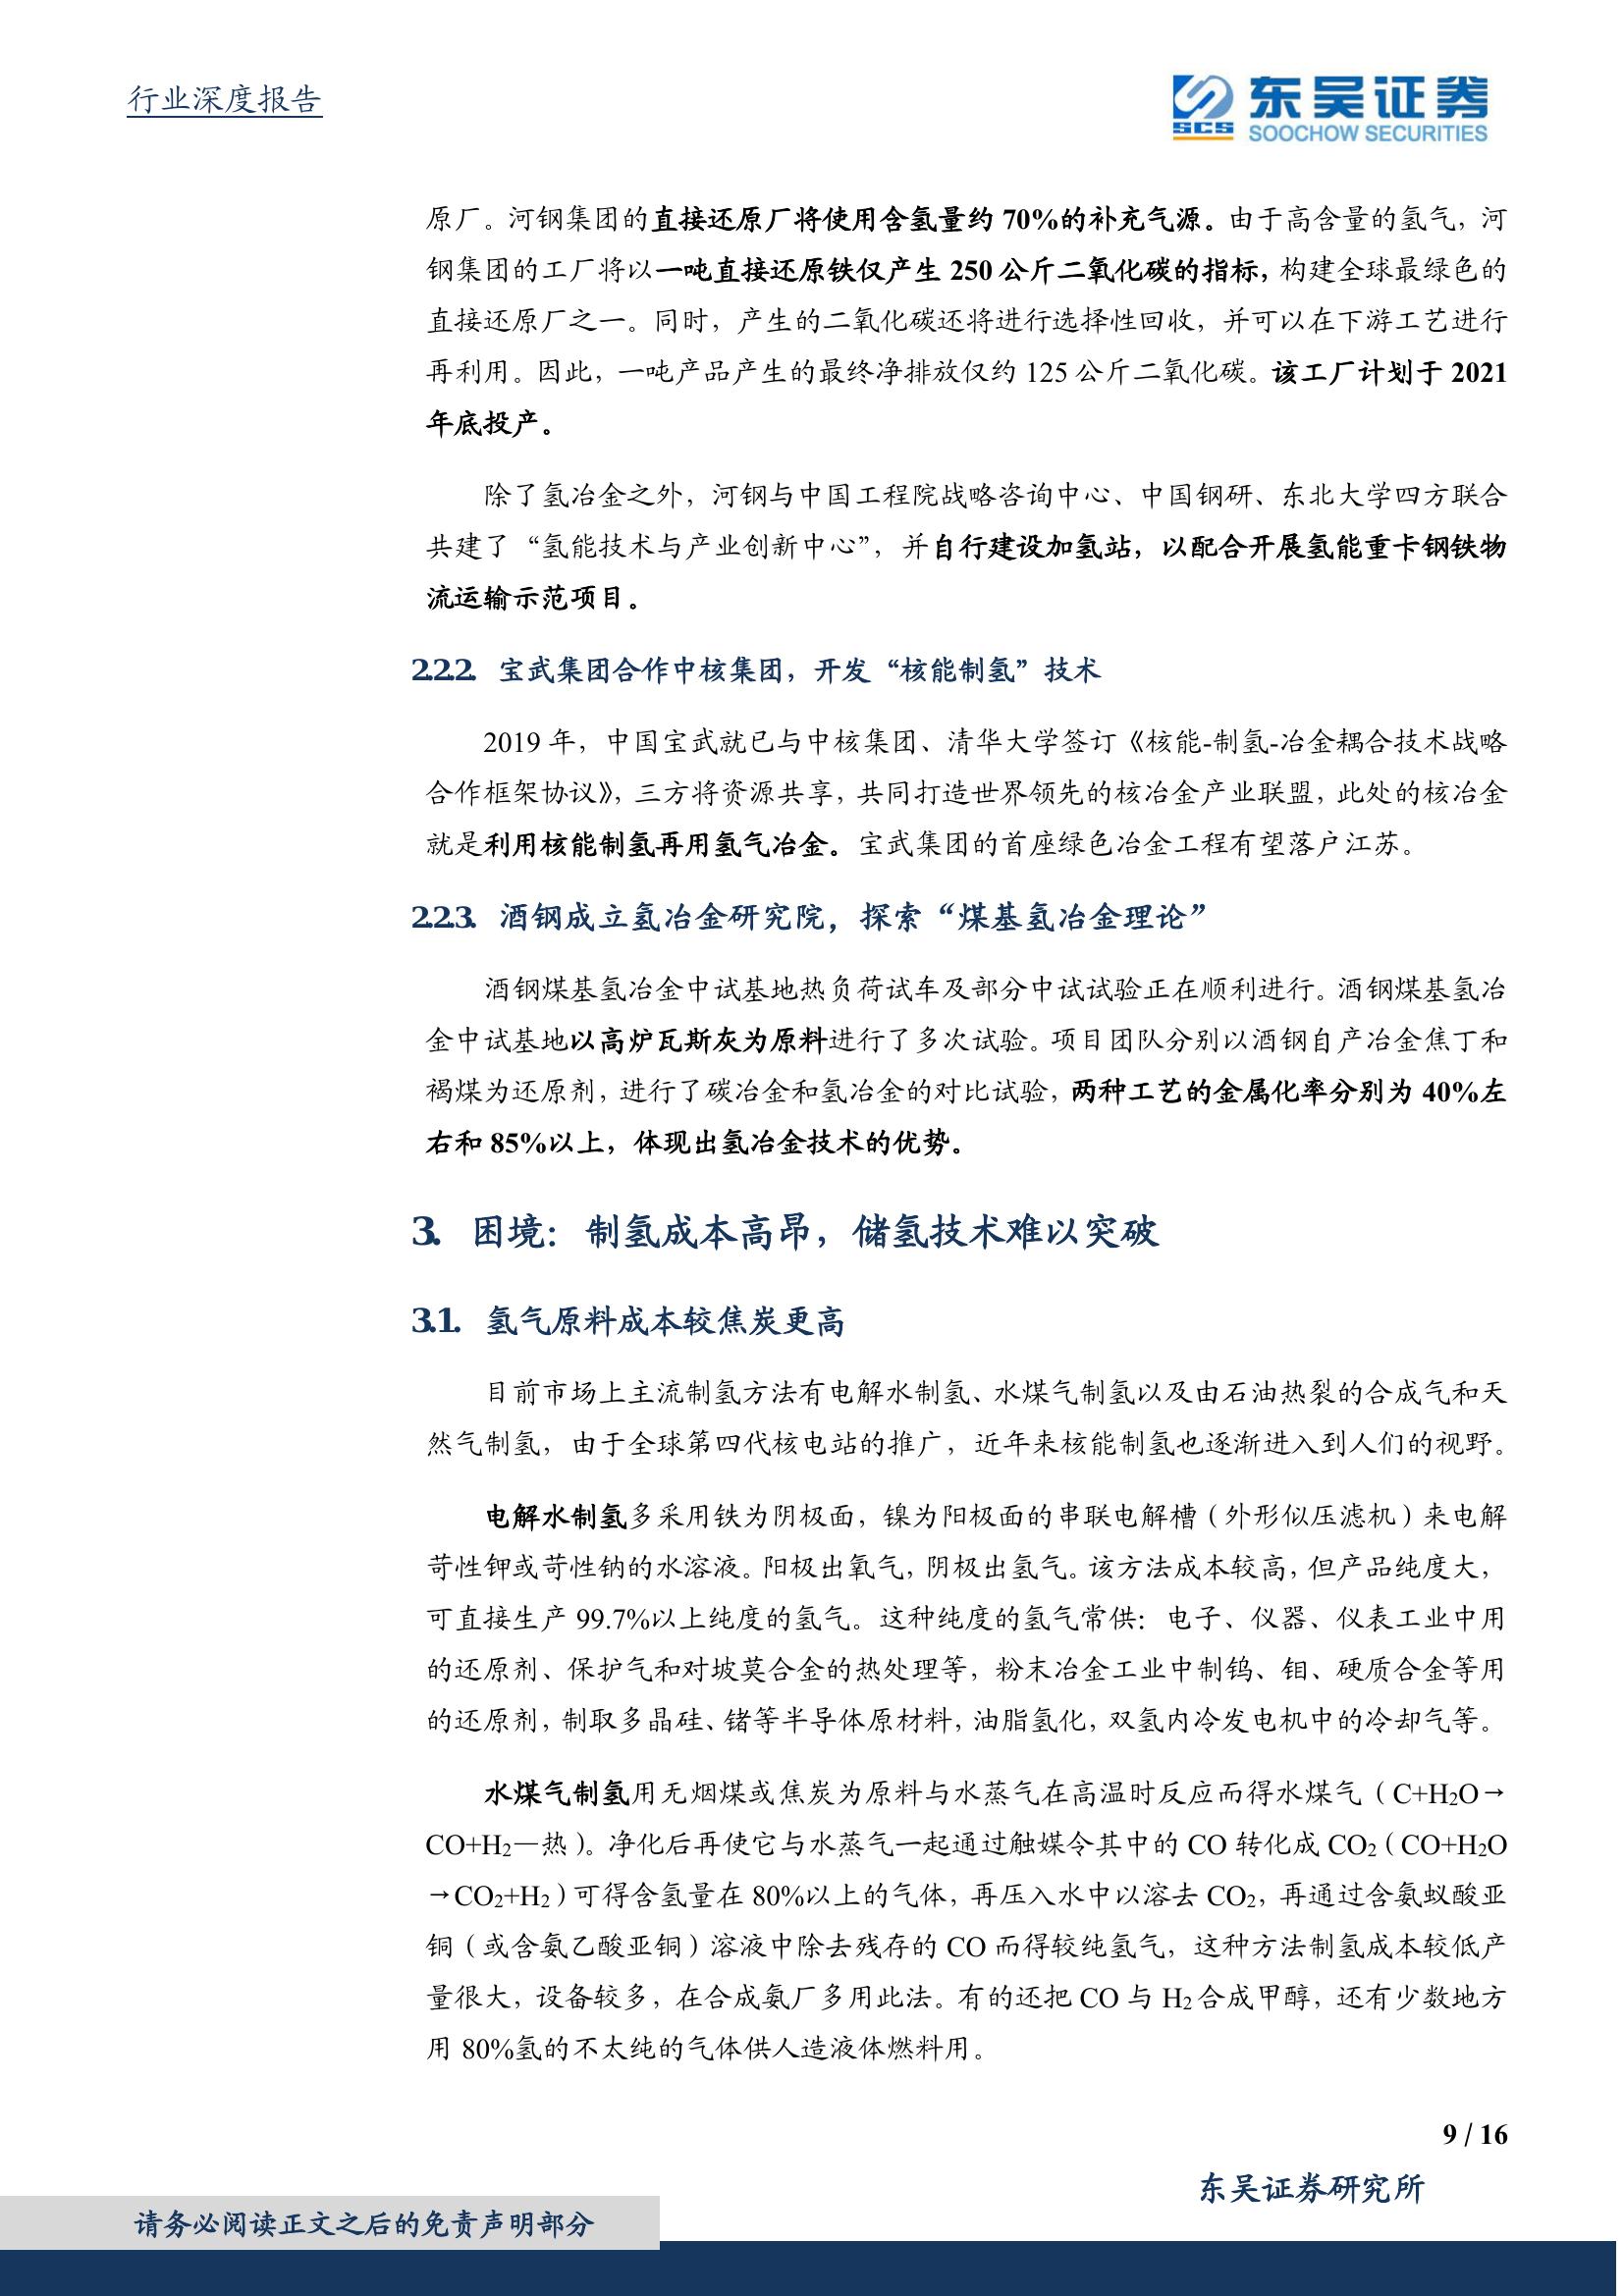 行业深度报告
东吴证券
SCS
SOOCHOW SECURITIES
原厂。河钢集团的直接还原厂将使用含氢量约 70%的补充气源。由于高含量的氢气，河
钢集团的工厂将以一吨直接还原铁仅产生 250 公斤二氧化碳的指标，构建全球最绿色的
直接还原厂之一。同时，产生的二氧化碳还将进行选择性回收，并可以在下游工艺进行
再利用。因此，一吨产品产生的最终净排放仅约 125 公斤二氧化碳。该工厂计划于 2021
年底投产。
除了氢冶金之外，河钢与中国工程院战略咨询中心、中国钢研、东北大学四方联合
共建了“氢能技术与产业创新中心”，并自行建设加氢站，以配合开展氢能重卡钢铁物
流运输示范项目。
2.2.2. 宝武集团合作中核集团，开发“核能制氢”技术
2019 年，中国宝武就已与中核集团、清华大学签订《核能-制氢-冶金耦合技术战略
合作框架协议》，三方将资源共享，共同打造世界领先的核冶金产业联盟，此处的核冶金
就是利用核能制氢再用氢气冶金。宝武集团的首座绿色冶金工程有望落户江苏。
2.2.3. 酒钢成立氢冶金研究院，探索“煤基氢冶金理论”
酒钢煤基氢冶金中试基地热负荷试车及部分中试试验正在顺利进行。酒钢煤基氢冶
金中试基地以高炉瓦斯灰为原料进行了多次试验。项目团队分别以酒钢自产冶金焦丁和
褐煤为还原剂，进行了碳冶金和氢冶金的对比试验，两种工艺的金属化率分别为 40%左
右和 85%以上，体现出氢冶金技术的优势。
3. 困境：制氢成本高昂，储氢技术难以突破
3.1. 氢气原料成本较焦炭更高
目前市场上主流制氢方法有电解水制氢、水煤气制氢以及由石油热裂的合成气和天
然气制氢，由于全球第四代核电站的推广，近年来核能制氢也逐渐进入到人们的视野。
电解水制氢多采用铁为阴极面，镍为阳极面的串联电解槽（外形似压滤机）来电解
苛性钾或苛性钠的水溶液。阳极出氧气，阴极出氢气。该方法成本较高，但产品纯度大，
可直接生产 99.7%以上纯度的氢气。这种纯度的氢气常供：电子、仪器、仪表工业中用
的还原剂、保护气和对坡莫合金的热处理等，粉末冶金工业中制钨、钼、硬质合金等用
的还原剂，制取多晶硅、锗等半导体原材料，油脂氢化，双氢内冷发电机中的冷却气等。
水煤气制氢用无烟煤或焦炭为原料与水蒸气在高温时反应而得水煤气（C+H₂O→
CO+H₂—热）。净化后再使它与水蒸气一起通过触媒令其中的 CO 转化成 CO₂（CO+H₂O
→CO₂+H₂）可得含氢量在 80%以上的气体，再压入水中以溶去 CO₂，再通过含氨蚁酸亚
铜（或含氨乙酸亚铜）溶液中除去残存的 CO 而得较纯氢气，这种方法制氢成本较低产
量很大，设备较多，在合成氨厂多用此法。有的还把 CO 与 H₂ 合成甲醇，还有少数地方
用 80%氢的不太纯的气体供人造液体燃料用。
9 / 16
东吴证券研究所
请务必阅读正文之后的免责声明部分